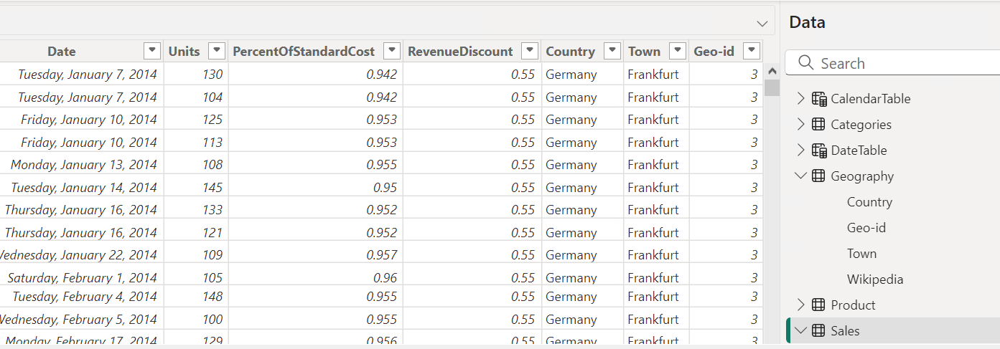 Date Units PercentOfStandardCost RevenueDiscount Country Town Geo-id
Tuesday, January 7, 2014 130 0.942 0.55 Germany Frankfurt 3
Tuesday, January 7, 2014 104 0.942 0.55 Germany Frankfurt 3
Friday, January 10, 2014 125 0.953 0.55 Germany Frankfurt 3
Friday, January 10, 2014 113 0.953 0.55 Germany Frankfurt 3
Monday, January 13, 2014 108 0.955 0.55 Germany Frankfurt 3
Tuesday, January 14, 2014 145 0.95 0.55 Germany Frankfurt 3
Thursday, January 16, 2014 133 0.952 0.55 Germany Frankfurt 3
Thursday, January 16, 2014 121 0.952 0.55 Germany Frankfurt 3
Wednesday, January 22, 2014 109 0.957 0.55 Germany Frankfurt 3
Saturday, February 1, 2014 105 0.96 0.55 Germany Frankfurt 3
Tuesday, February 4, 2014 148 0.955 0.55 Germany Frankfurt 3
Wednesday, February 5, 2014 100 0.955 0.55 Germany Frankfurt 3
Monday, February 17, 2014 129 0.956 0.55 Germany Frankfurt 3
Data
Search
CalendarTable
Categories
DateTable
Geography
Country
Geo-id
Town
Wikipedia
Product
Sales